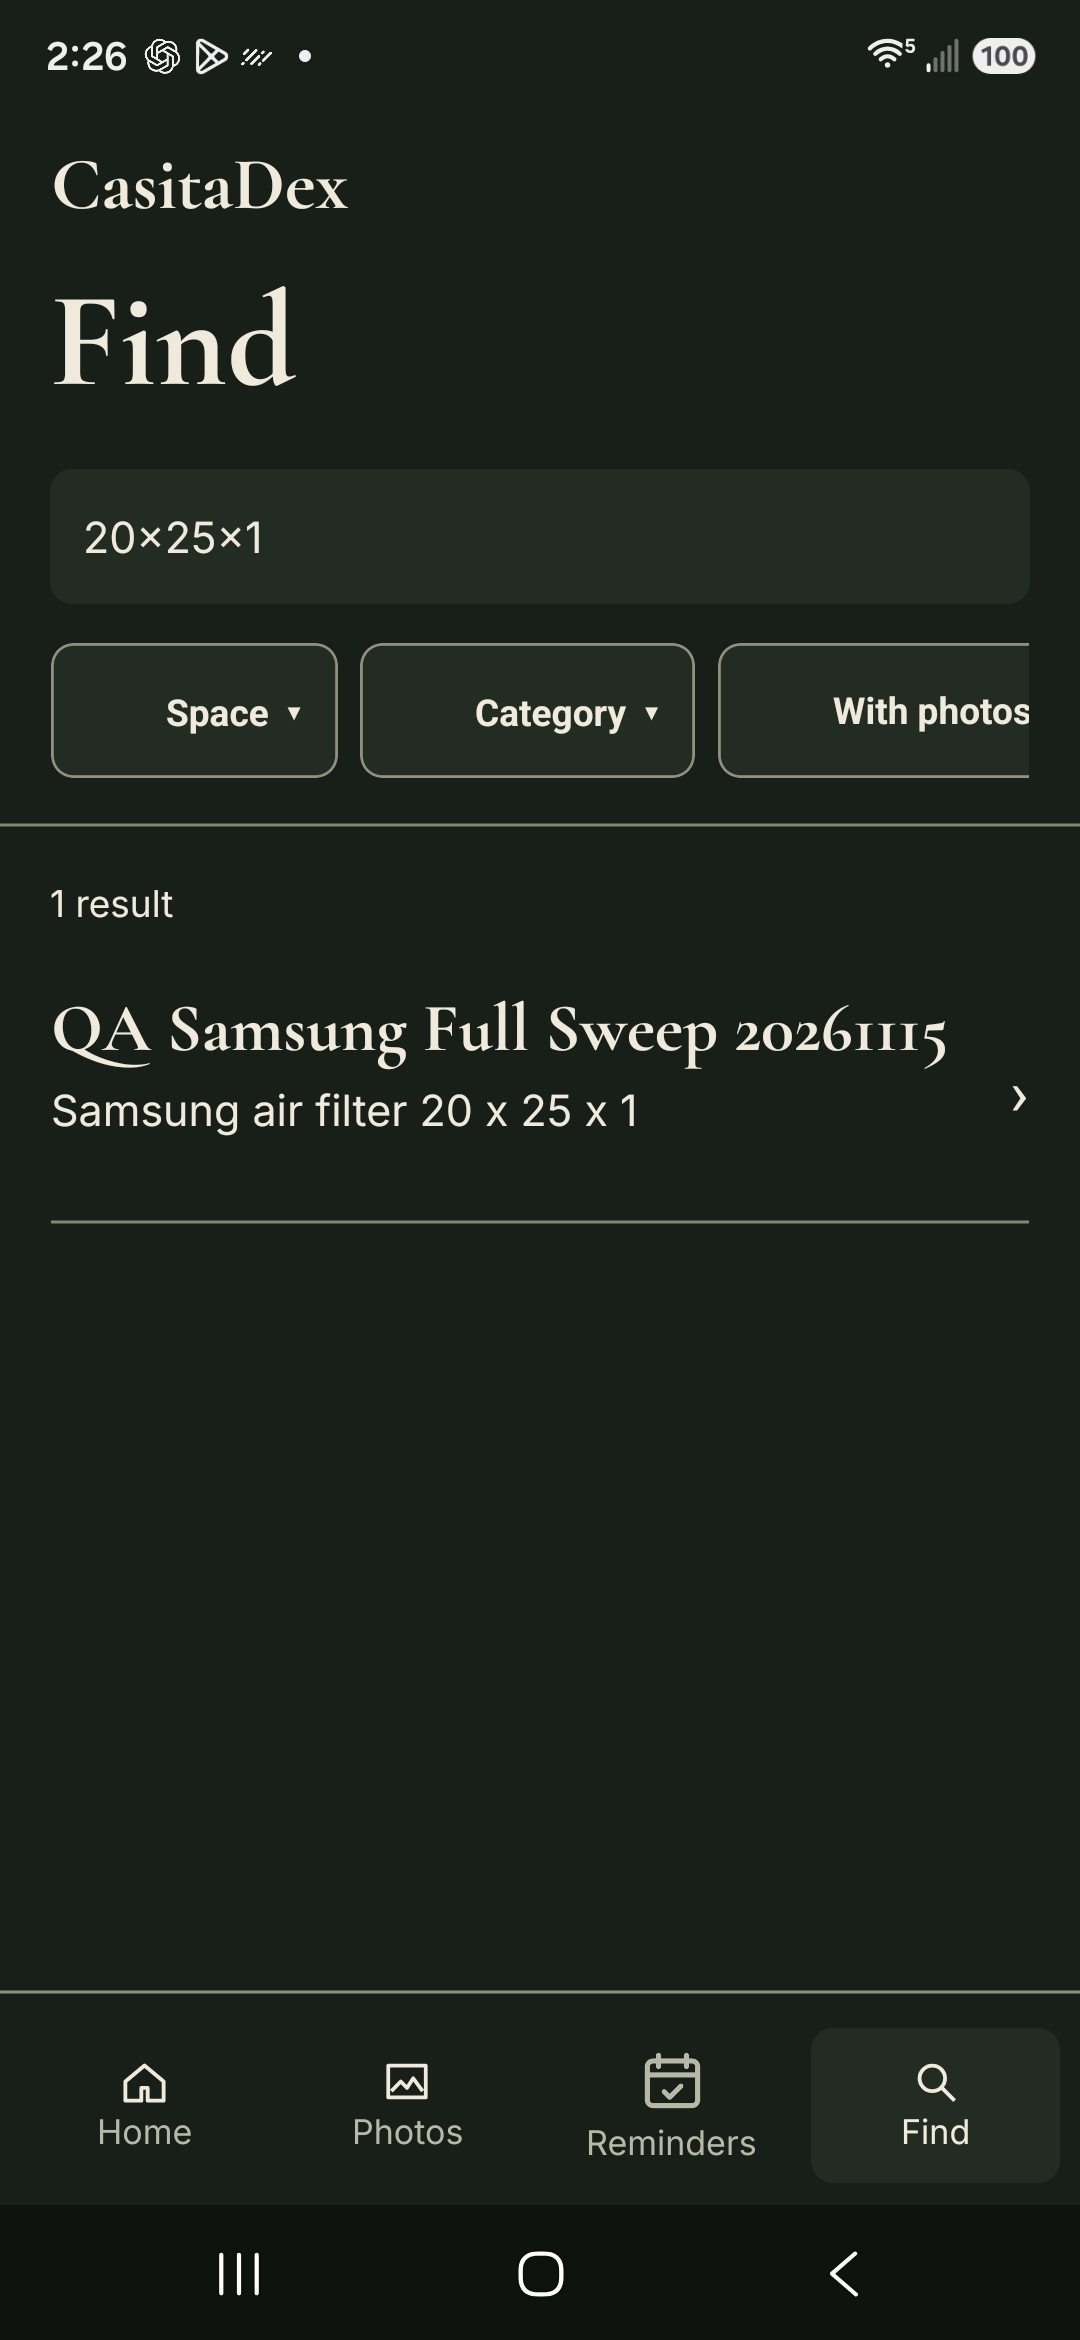 2:26
5
100
CasitaDex
Find
20×25×1
Space ▾
Category ▾
With photos
1 result
QA Samsung Full Sweep 20261115
Samsung air filter 20 x 25 x 1
Home
Photos
Reminders
Find